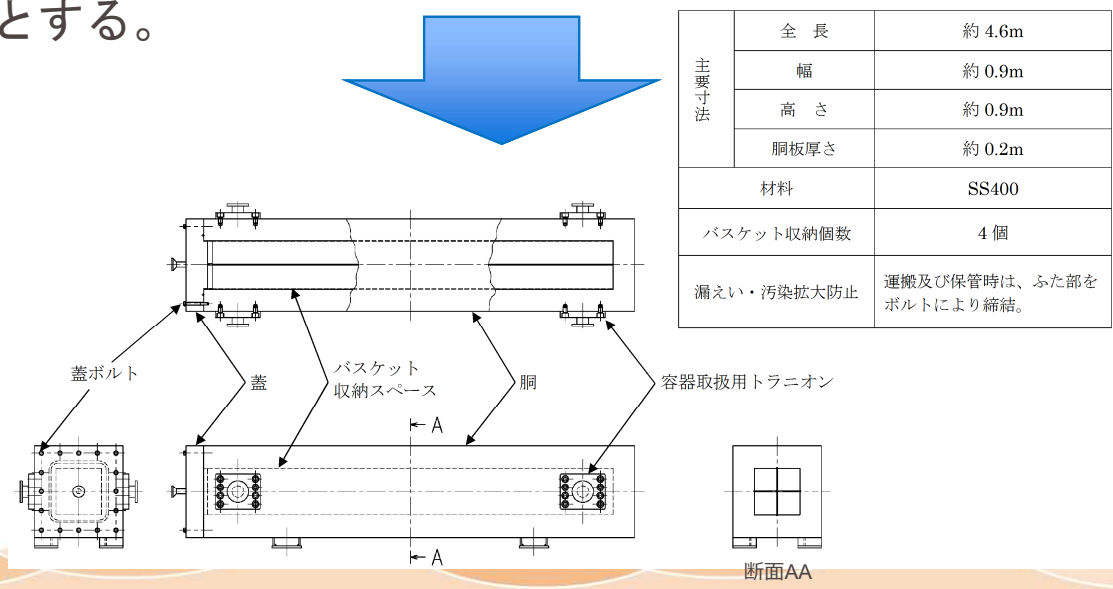 とする。
主要寸法
全 長 約 4.6m
幅 約 0.9m
高 さ 約 0.9m
胴板厚さ 約 0.2m
材料 SS400
バスケット収納個数 4 個
漏えい・汚染拡大防止 運搬及び保管時は、ふた部を
ボルトにより締結。
蓋ボルト
蓋
バスケット
収納スペース
胴
容器取扱用トラニオン
A
A
断面AA